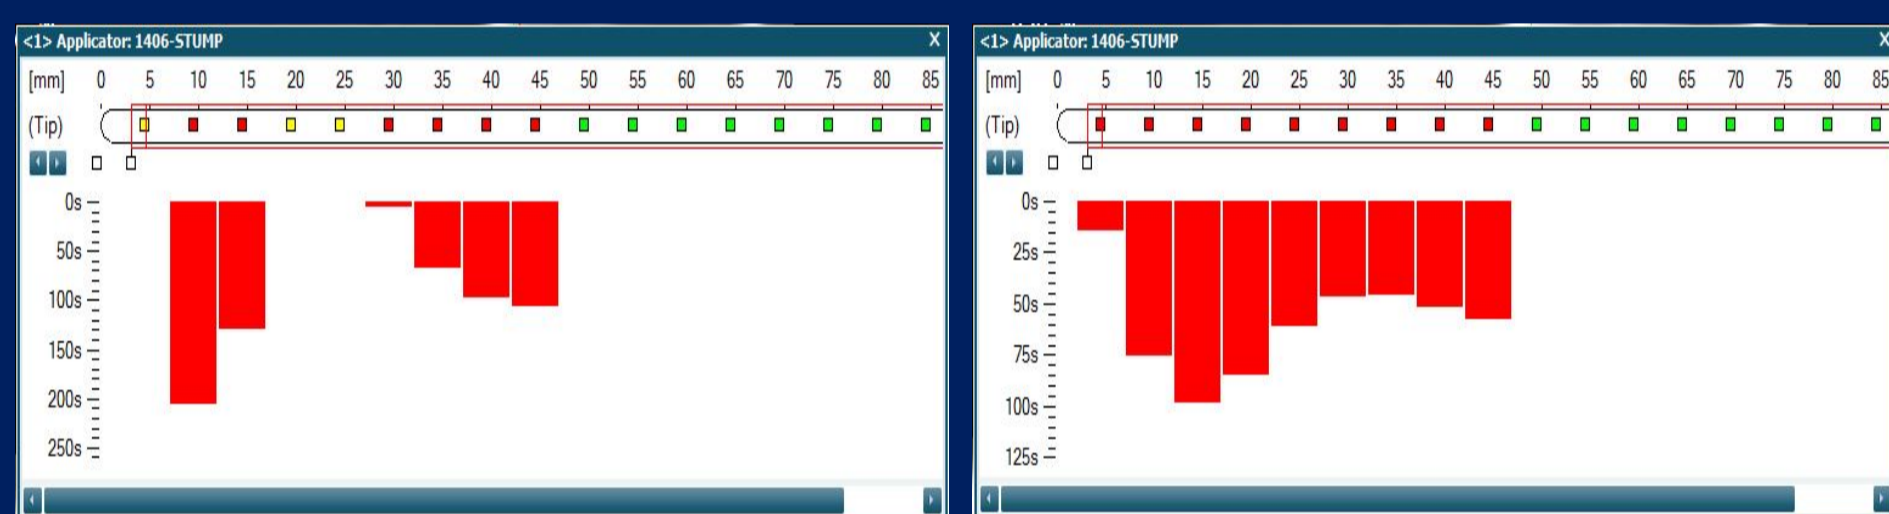 <1> Applicator: 1406-STUMP X
[mm] 0 5 10 15 20 25 30 35 40 45 50 55 60 65 70 75 80 85
(Tip)
0s
50s
100s
150s
200s
250s
<1> Applicator: 1406-STUMP X
[mm] 0 5 10 15 20 25 30 35 40 45 50 55 60 65 70 75 80 85
(Tip)
0s
25s
50s
75s
100s
125s